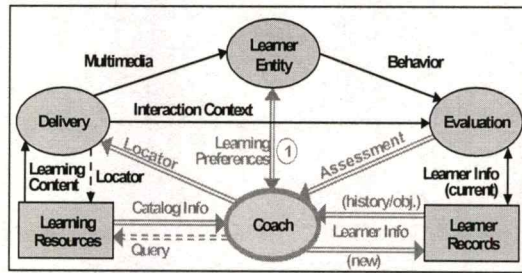 Learner
Entity
Multimedia
Behavior
Delivery
Interaction Context
Evaluation
Learning
Preferences
1
Locator
Assessment
Learning
Content
Locator
Learner Info
(current)
Learning
Resources
Catalog Info
Query
Coach
(history/obj.)
Learner Info
(new)
Learner
Records